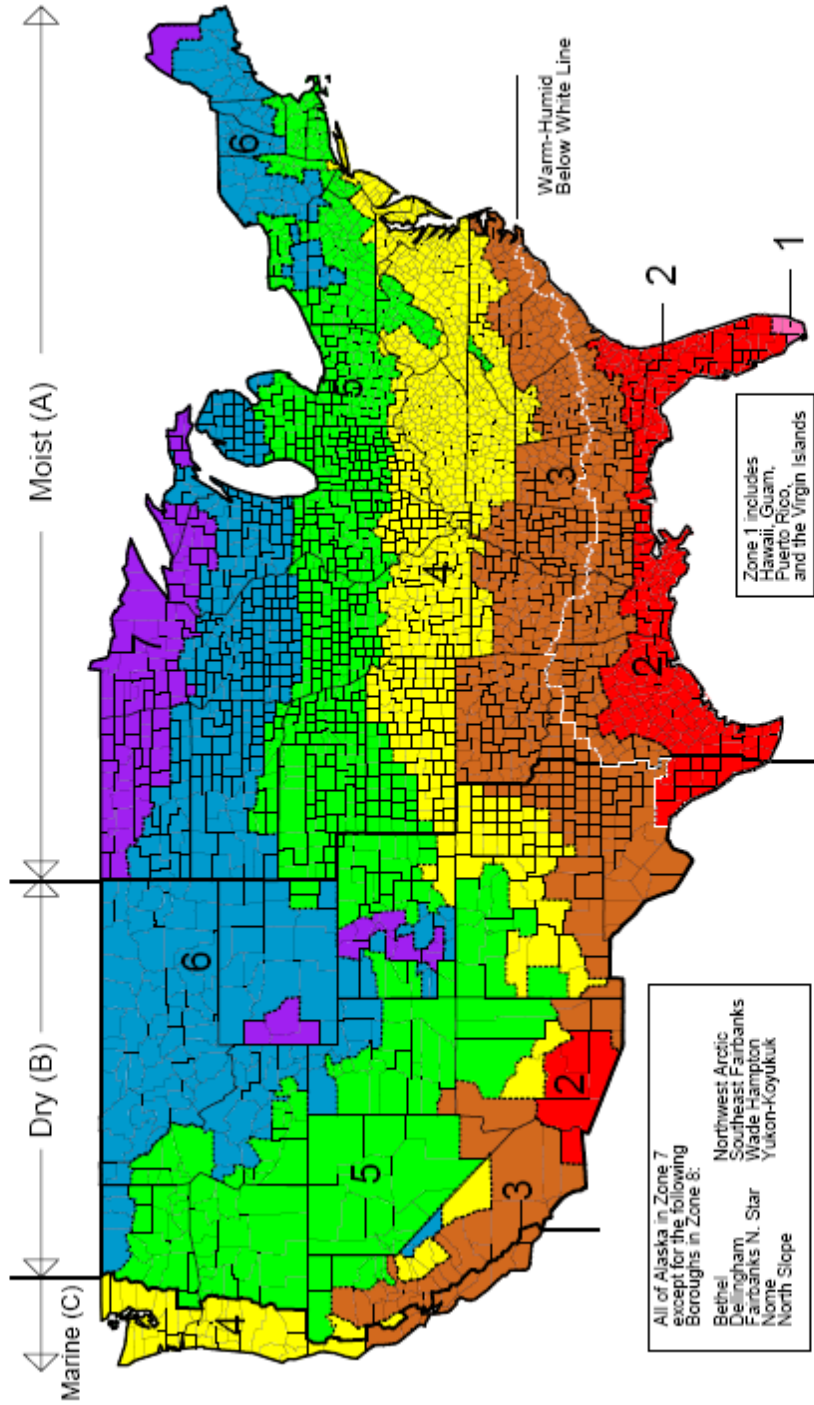 Marine (C)
Dry (B)
Moist (A)
7
6
6
6
5
5
4
4
3
3
2
2
2
1
Warm-Humid
Below White Line
All of Alaska in Zone 7
except for the following
Boroughs in Zone 8:
Bethel
Dellingham
Fairbanks N. Star
Nome
North Slope
Northwest Arctic
Southeast Fairbanks
Wade Hampton
Yukon-Koyukuk
Zone 1 includes
Hawaii, Guam,
Puerto Rico,
and the Virgin Islands